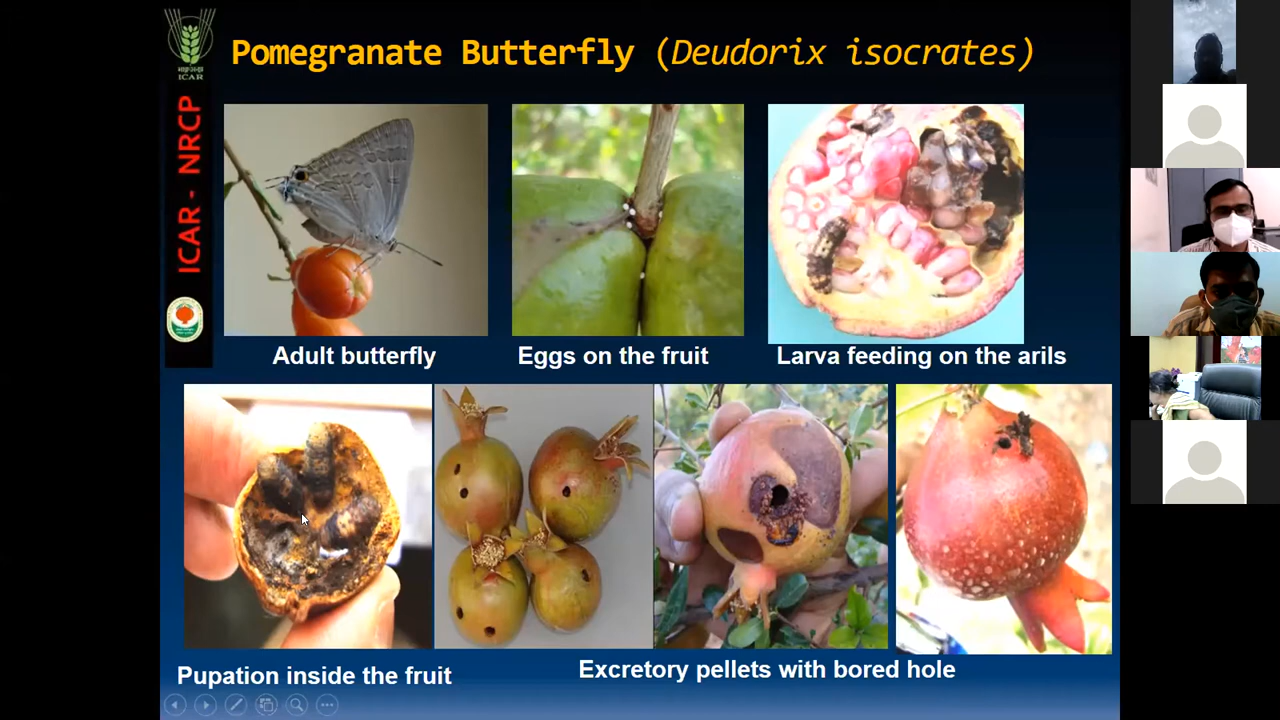 Pomegranate Butterfly (Deudorix isocrates)
ICAR
ICAR - NRCP
Adult butterfly
Eggs on the fruit
Larva feeding on the arils
Pupation inside the fruit
Excretory pellets with bored hole